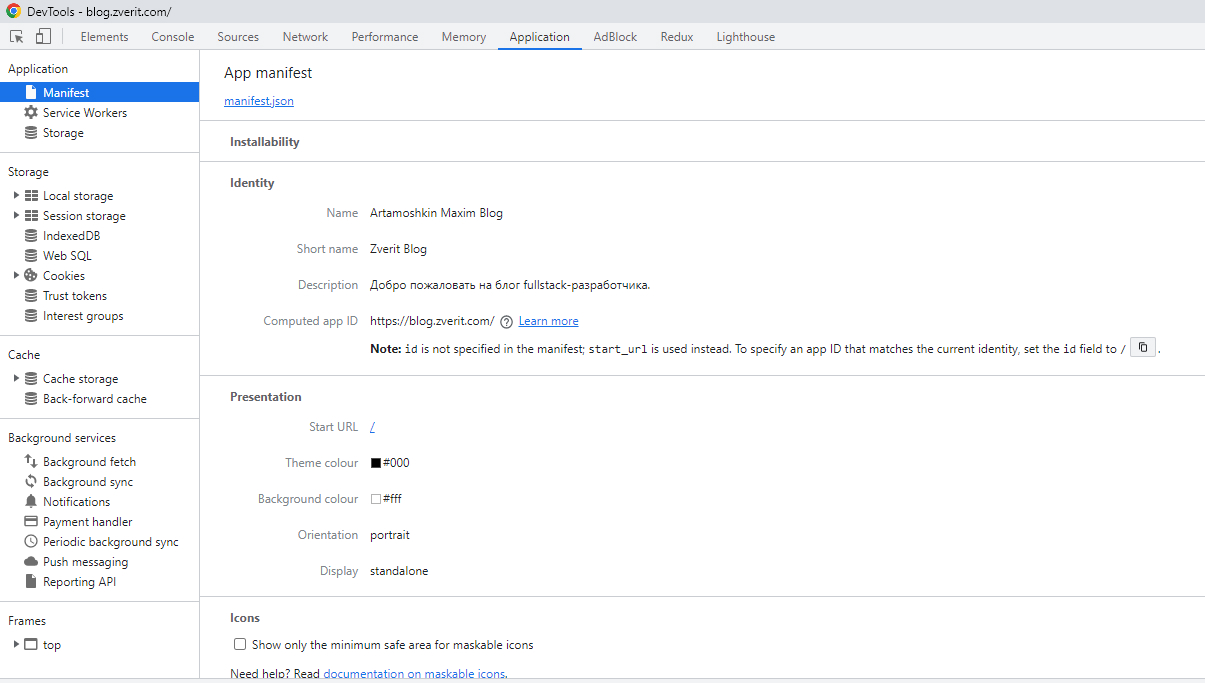 DevTools - blog.zverit.com/
Elements Console Sources Network Performance Memory Application AdBlock Redux Lighthouse
Application
Manifest
Service Workers
Storage
Storage
Local storage
Session storage
IndexedDB
Web SQL
Cookies
Trust tokens
Interest groups
Cache
Cache storage
Back-forward cache
Background services
Background fetch
Background sync
Notifications
Payment handler
Periodic background sync
Push messaging
Reporting API
Frames
top
App manifest
manifest.json
Installability
Identity
Name Artamoshkin Maxim Blog
Short name Zverit Blog
Description Добро пожаловать на блог fullstack-разработчика.
Computed app ID https://blog.zverit.com/ ? Learn more
Note: id is not specified in the manifest; start_url is used instead. To specify an app ID that matches the current identity, set the id field to / .
Presentation
Start URL /
Theme colour #000
Background colour #fff
Orientation portrait
Display standalone
Icons
Show only the minimum safe area for maskable icons
Need help? Read documentation on maskable icons.